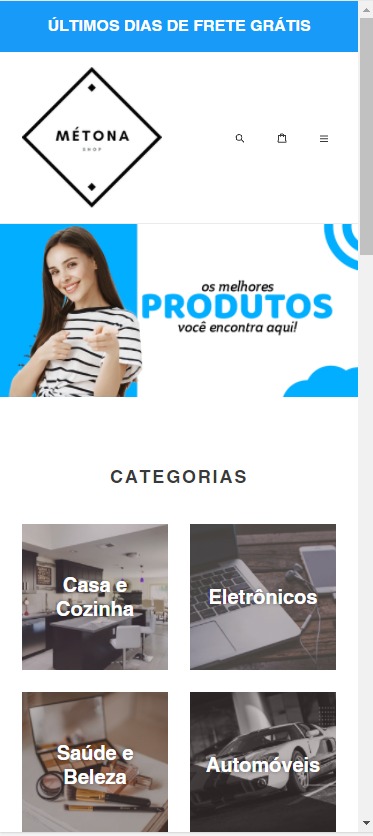 ÚLTIMOS DIAS DE FRETE GRÁTIS
MÉTONA
SHOP
os melhores
PRODUTOS
você encontra aqui!
CATEGORIAS
Casa e
Cozinha
Eletrônicos
Saúde e
Beleza
Automóveis